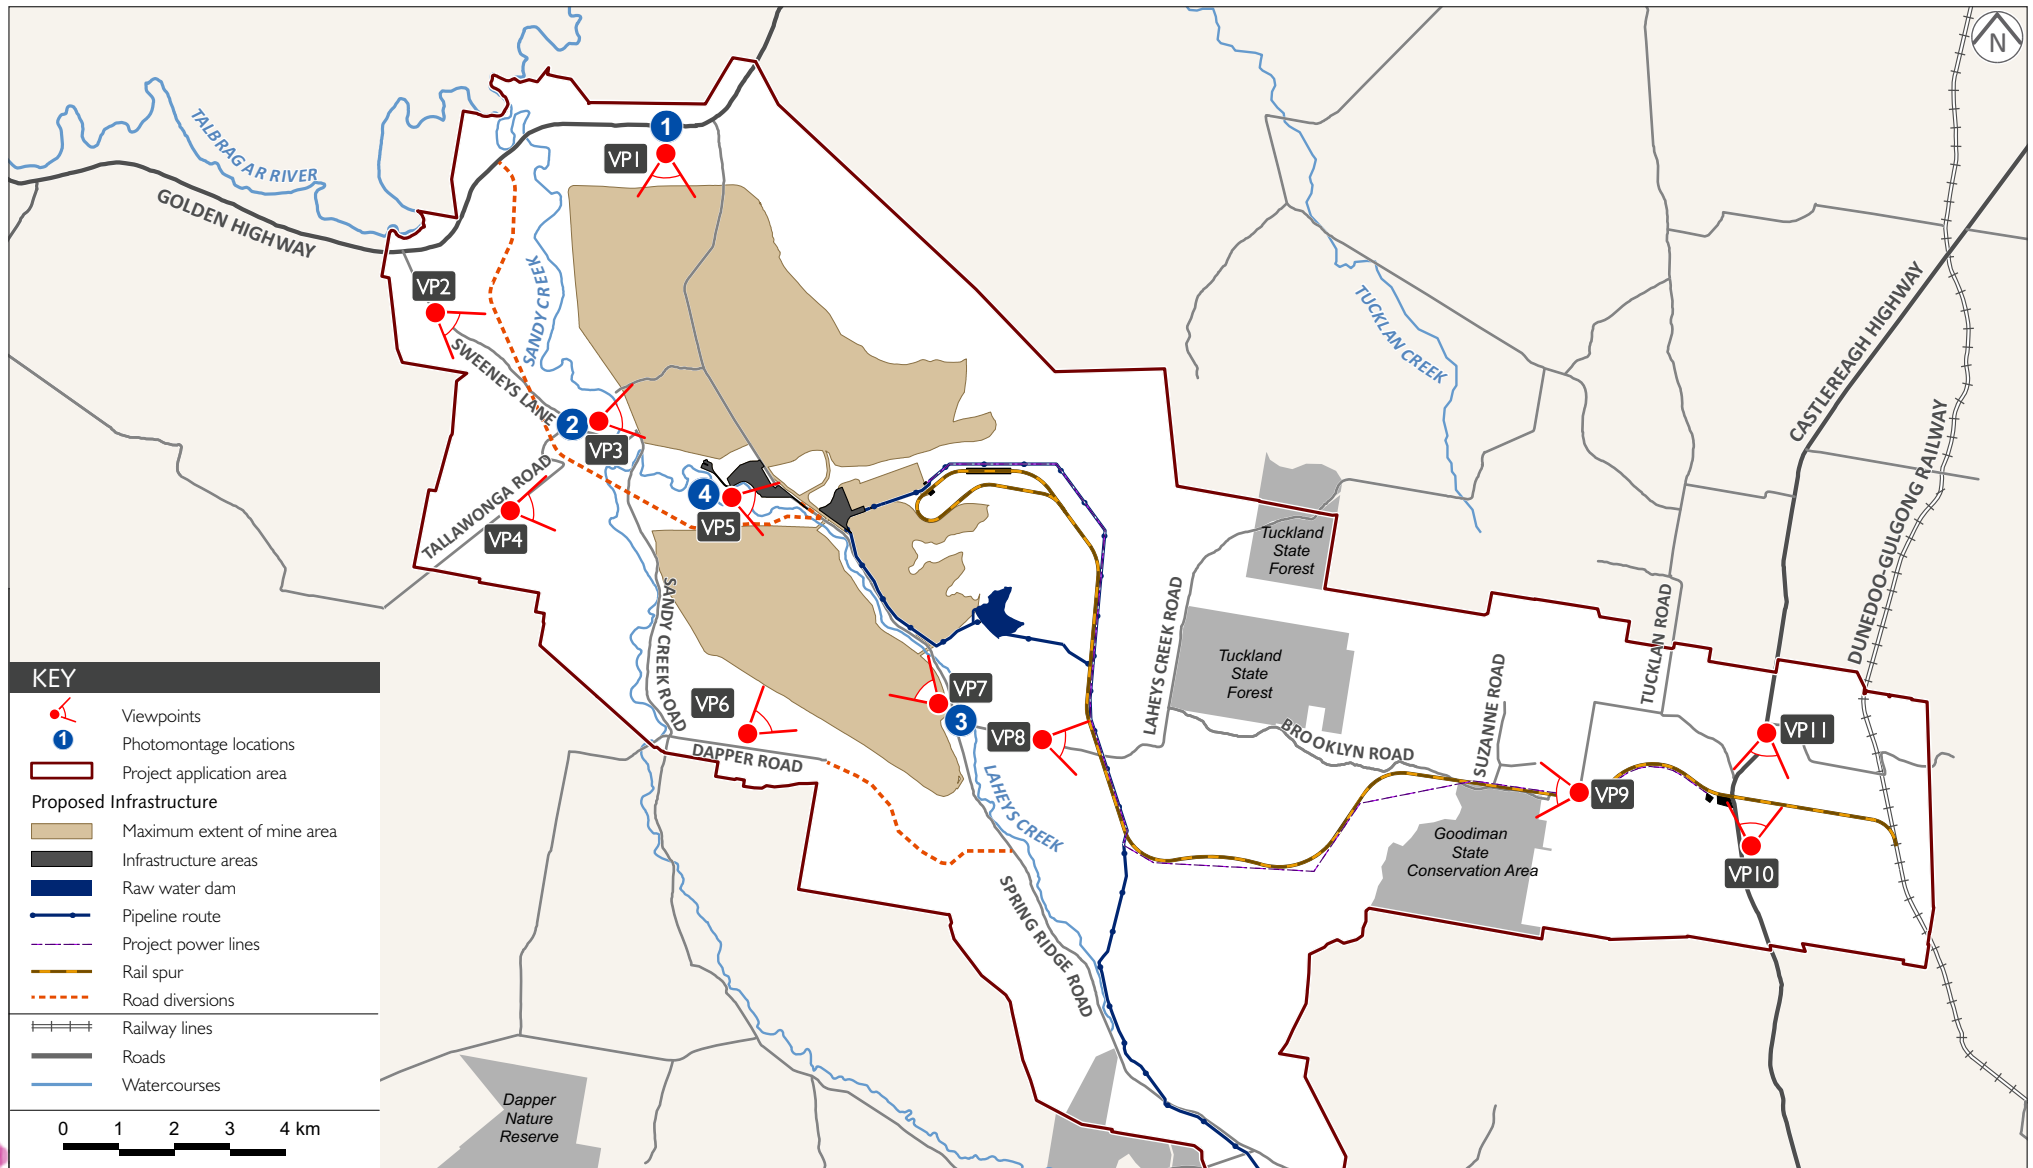 N
TALBRAGAR RIVER
GOLDEN HIGHWAY
1
VP1
SANDY CREEK
VP2
SWEENEYS LANE
2
VP3
TALLAWONGA ROAD
VP4
4
VP5
TUCKLAN CREEK
CASTLEREAGH HIGHWAY
DUNEDOO-GULGONG RAILWAY
Tuckland
State
Forest
LAHEYS CREEK ROAD
Tuckland
State
Forest
SANDY CREEK ROAD
VP6
DAPPER ROAD
VP7
3
VP8
LAHEYS CREEK
SPRING RIDGE ROAD
BROOKLYN ROAD
SUZANNE ROAD
TUCKLAN ROAD
VP9
VP11
VP10
Goodiman
State
Conservation Area
Dapper
Nature
Reserve
KEY
Viewpoints
1 Photomontage locations
Project application area
Proposed Infrastructure
Maximum extent of mine area
Infrastructure areas
Raw water dam
Pipeline route
Project power lines
Rail spur
Road diversions
Railway lines
Roads
Watercourses
0 1 2 3 4 km